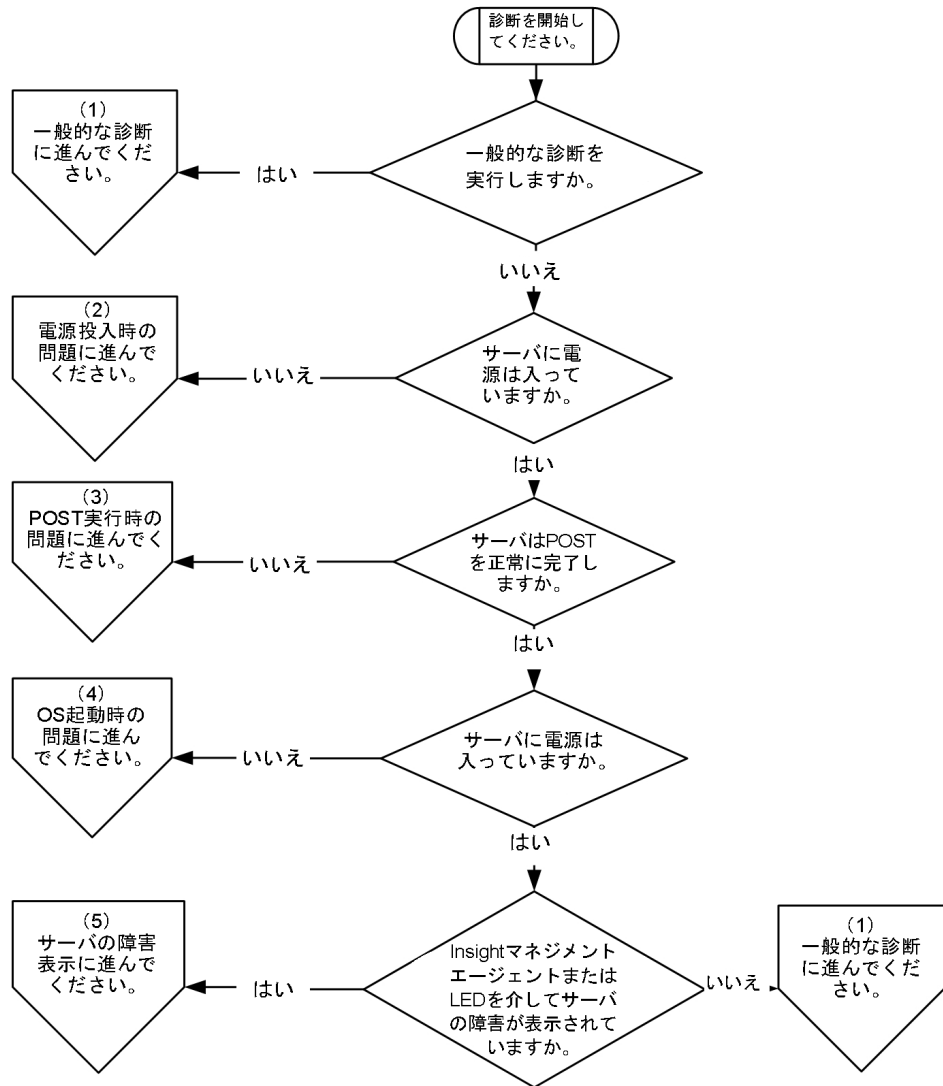 診断を開始し
てください。
(1)
一般的な診断
に進んでくだ
さい。
はい
一般的な診断を
実行しますか。
いいえ
(2)
電源投入時の
問題に進んで
ください。
いいえ
サーバに電
源は入って
いますか。
はい
(3)
POST実行時の
問題に進んでく
ださい。
いいえ
サーバはPOST
を正常に完了し
ますか。
はい
(4)
OS起動時の
問題に進ん
でください。
いいえ
サーバに電源は
入っていますか。
はい
(5)
サーバの障害
表示に進んで
ください。
はい
Insightマネジメント
エージェントまたは
LEDを介してサーバ
の障害が表示されて
いますか。
いいえ
(1)
一般的な診断
に進んでくだ
さい。